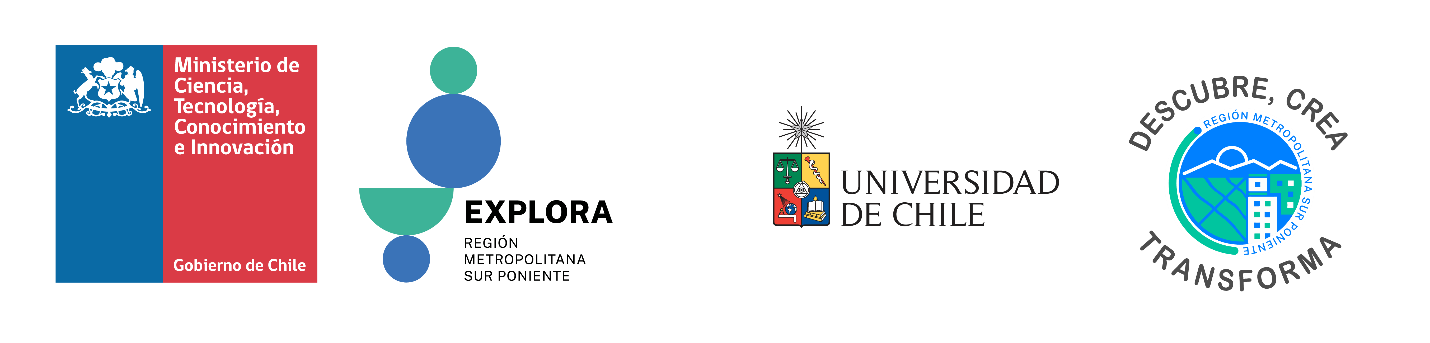 Ministerio de
Ciencia,
Tecnología,
Conocimiento
e Innovación
Gobierno de Chile
EXPLORA
REGIÓN
METROPOLITANA
SUR PONIENTE
UNIVERSIDAD
DE CHILE
DESCUBRE, CREA
REGIÓN METROPOLITANA SUR PONIENTE
TRANSFORMA